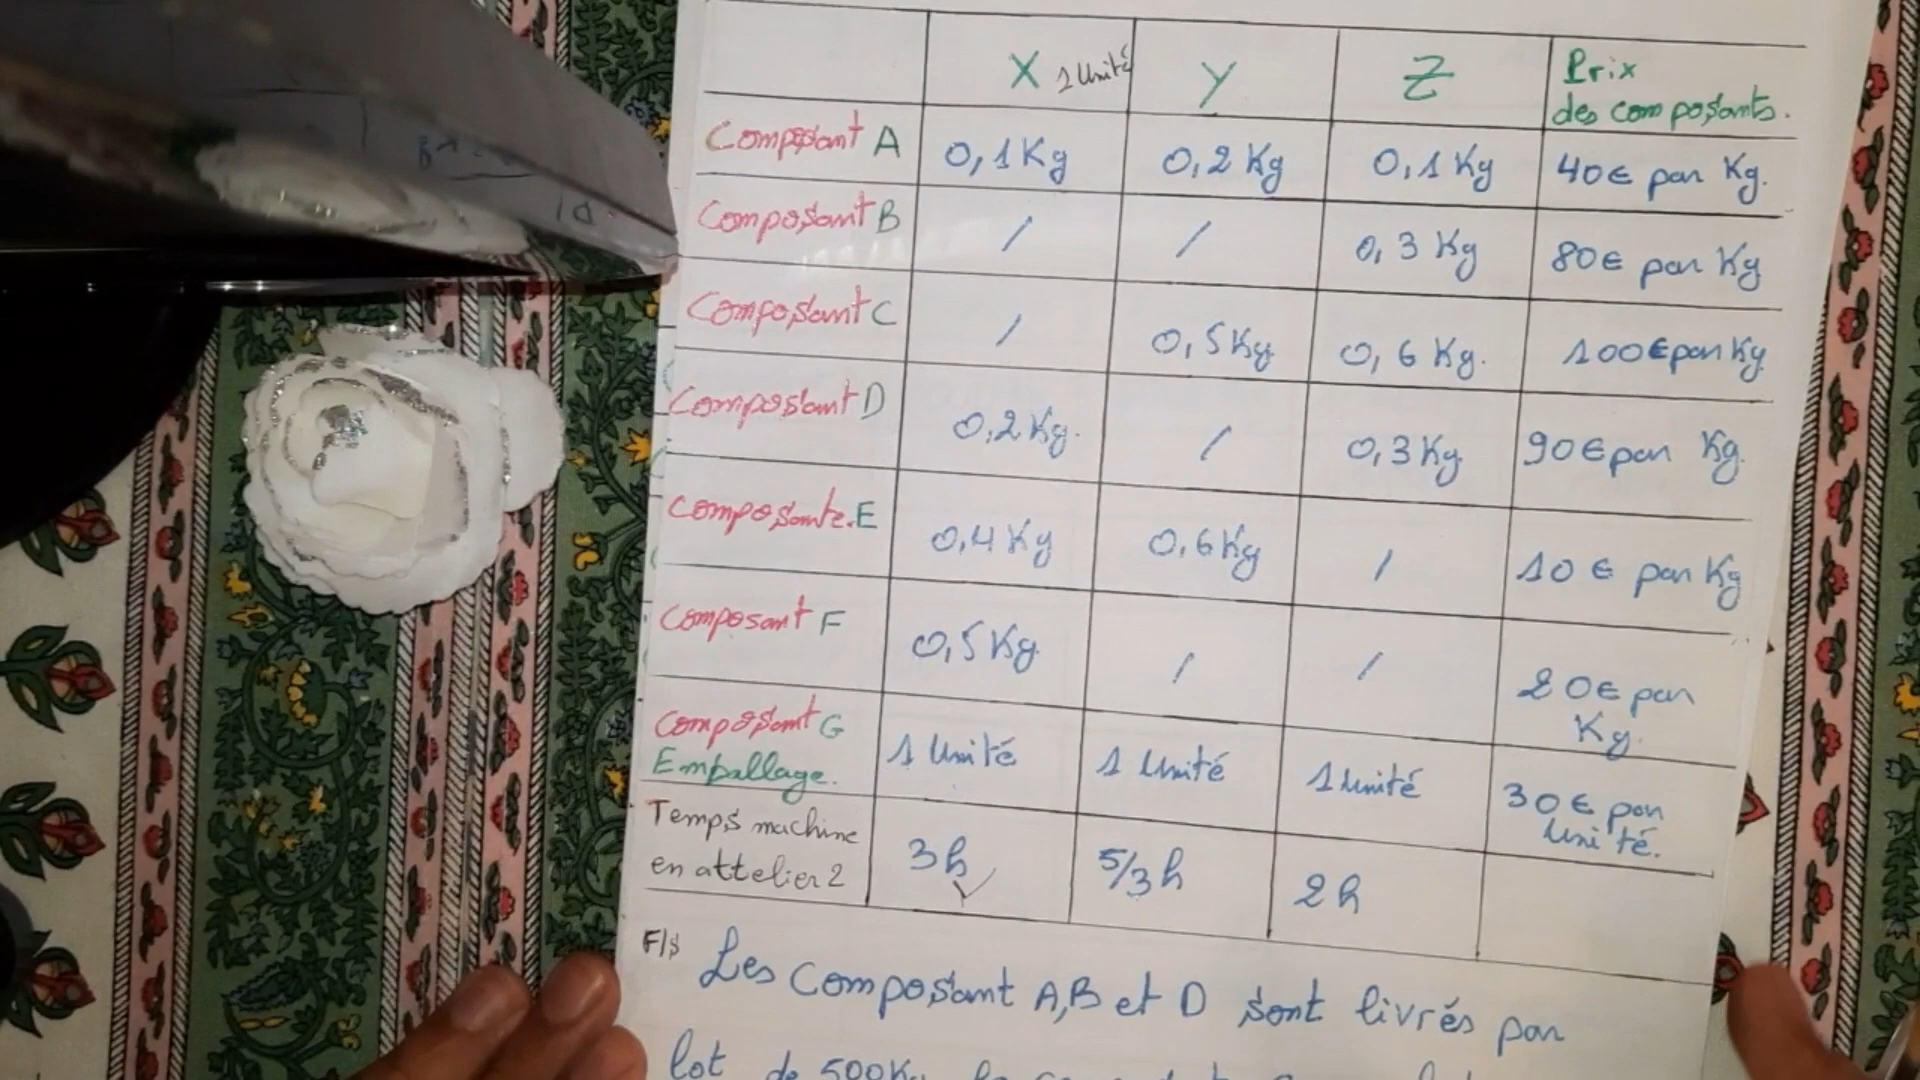 X 1 Unité Y Z Prix
des composants.
Composant A 0,1 Kg 0,2 Kg 0,1 Kg 40€ par Kg.
Composant B / / 0,3 Kg 80€ par Kg
Composant C / 0,5 Kg 0,6 Kg. 100€ par Kg
Composant D 0,2 Kg. / 0,3 Kg 90€ par Kg.
Composante.E 0,4 Kg 0,6 Kg / 10 € par Kg
Composant F 0,5 Kg / / 20€ par
Kg.
Composant G
Emballage. 1 Unité 1 Unité 1 Unité 30€ par
Unité.
Temps machine
en attelier 2 3h 5/3 h 2 h
F/s Les Composant A,B et D sont livrés par
lot de 500Kg